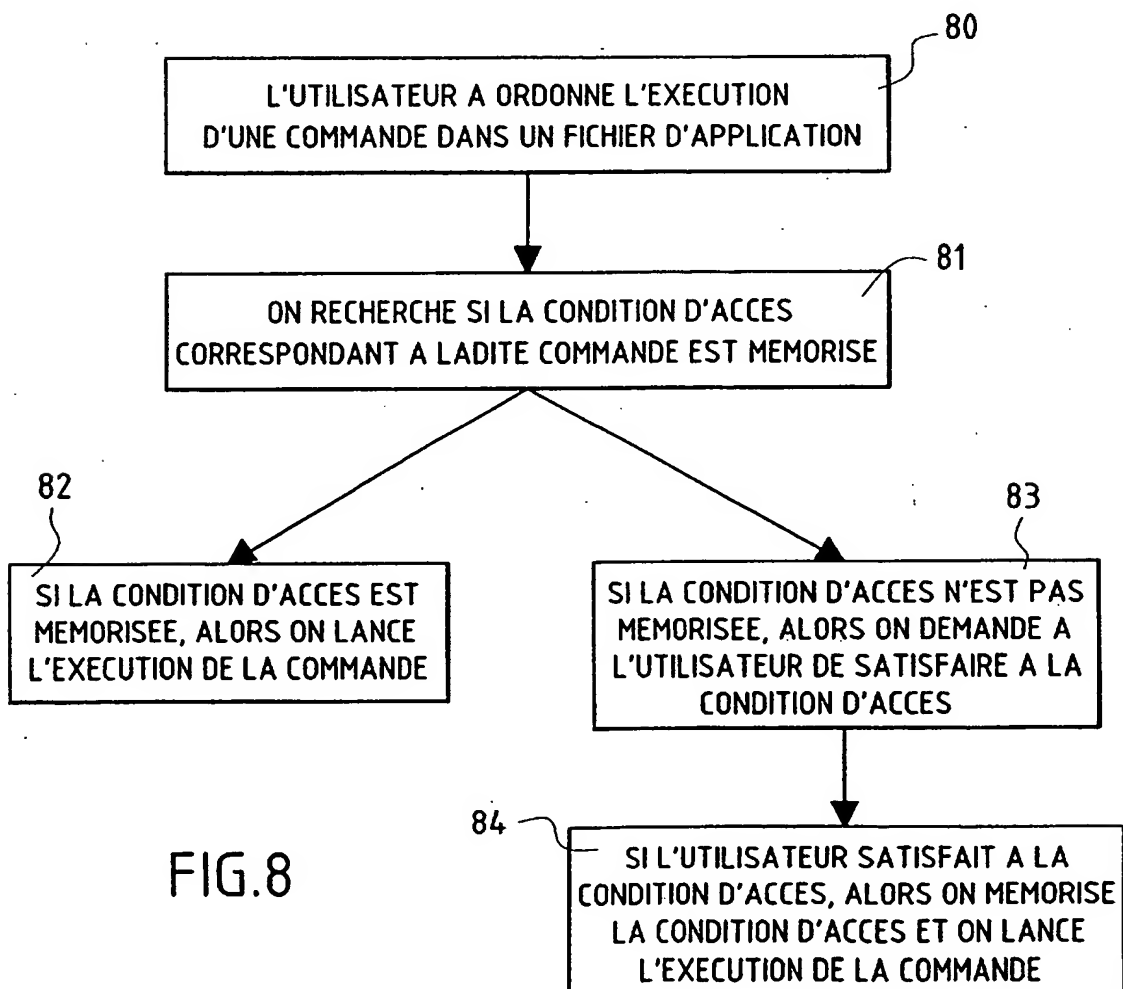 80
L'UTILISATEUR A ORDONNE L'EXECUTION
D'UNE COMMANDE DANS UN FICHIER D'APPLICATION
81
ON RECHERCHE SI LA CONDITION D'ACCES
CORRESPONDANT A LADITE COMMANDE EST MEMORISE
82
SI LA CONDITION D'ACCES EST
MEMORISEE, ALORS ON LANCE
L'EXECUTION DE LA COMMANDE
83
SI LA CONDITION D'ACCES N'EST PAS
MEMORISEE, ALORS ON DEMANDE A
L'UTILISATEUR DE SATISFAIRE A LA
CONDITION D'ACCES
84
SI L'UTILISATEUR SATISFAIT A LA
CONDITION D'ACCES, ALORS ON MEMORISE
LA CONDITION D'ACCES ET ON LANCE
L'EXECUTION DE LA COMMANDE
FIG.8